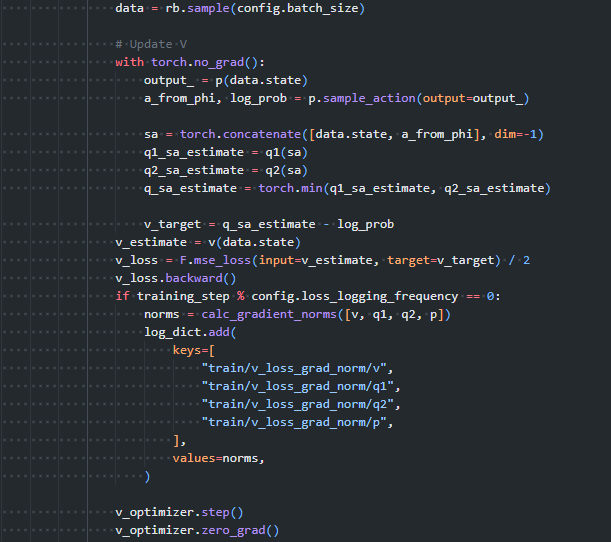 data = rb.sample(config.batch_size)
# Update V
with torch.no_grad():
output_ = p(data.state)
a_from_phi, log_prob = p.sample_action(output=output_)
sa = torch.concatenate([data.state, a_from_phi], dim=-1)
q1_sa_estimate = q1(sa)
q2_sa_estimate = q2(sa)
q_sa_estimate = torch.min(q1_sa_estimate, q2_sa_estimate)
v_target = q_sa_estimate - log_prob
v_estimate = v(data.state)
v_loss = F.mse_loss(input=v_estimate, target=v_target) / 2
v_loss.backward()
if training_step % config.loss_logging_frequency == 0:
norms = calc_gradient_norms([v, q1, q2, p])
log_dict.add(
keys=[
"train/v_loss_grad_norm/v",
"train/v_loss_grad_norm/q1",
"train/v_loss_grad_norm/q2",
"train/v_loss_grad_norm/p",
],
values=norms,
)
v_optimizer.step()
v_optimizer.zero_grad()